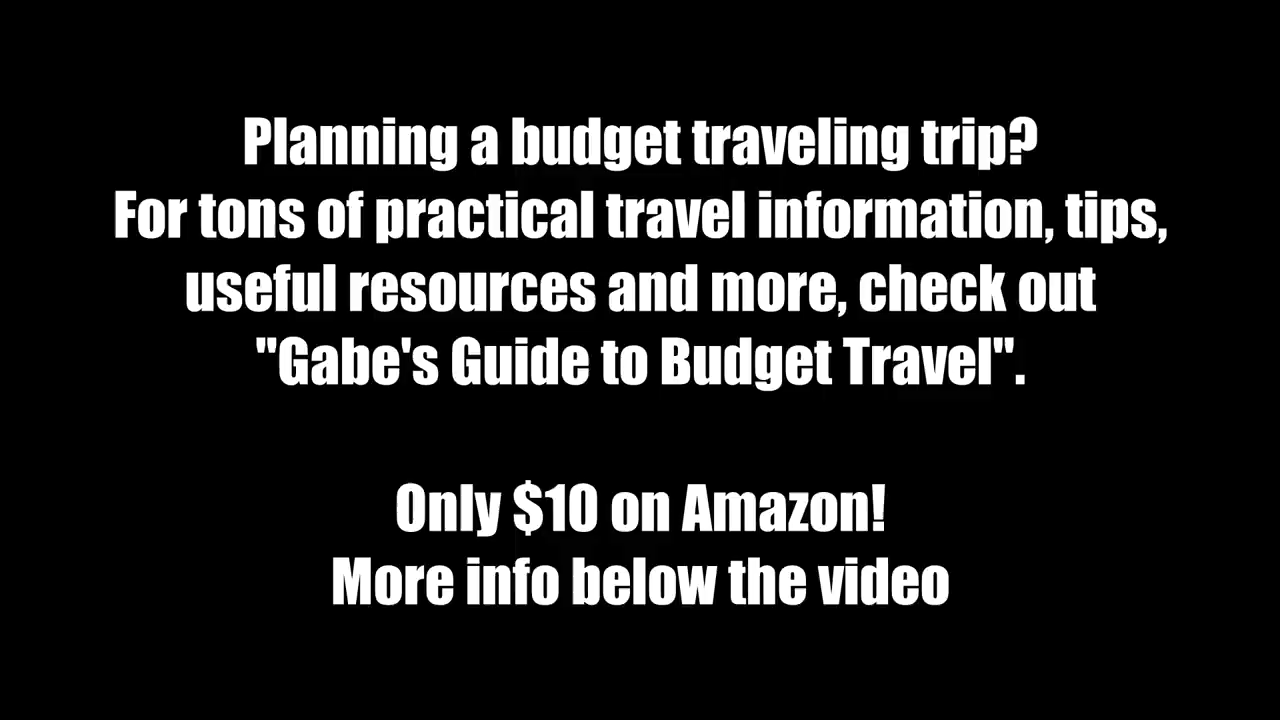 Planning a budget traveling trip?
For tons of practical travel information, tips,
useful resources and more, check out
"Gabe's Guide to Budget Travel".
Only $10 on Amazon!
More info below the video